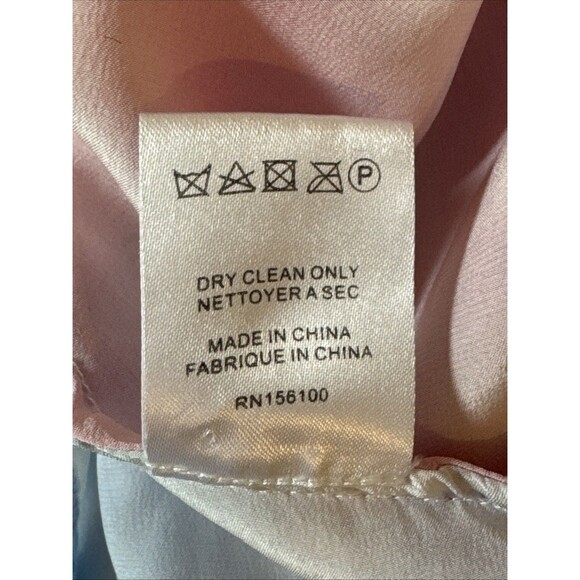 P
DRY CLEAN ONLY
NETTOYER A SEC
MADE IN CHINA
FABRIQUE IN CHINA
RN156100